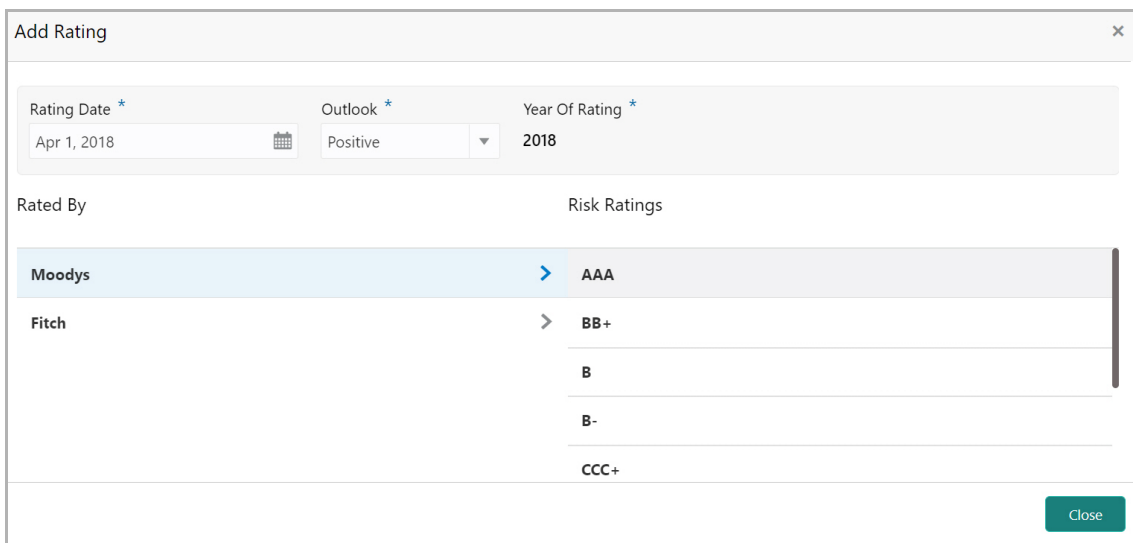 Add Rating ×
Rating Date * Outlook * Year Of Rating *
Apr 1, 2018 Positive 2018
Rated By Risk Ratings
Moodys AAA
Fitch BB+
B
B-
CCC+
Close